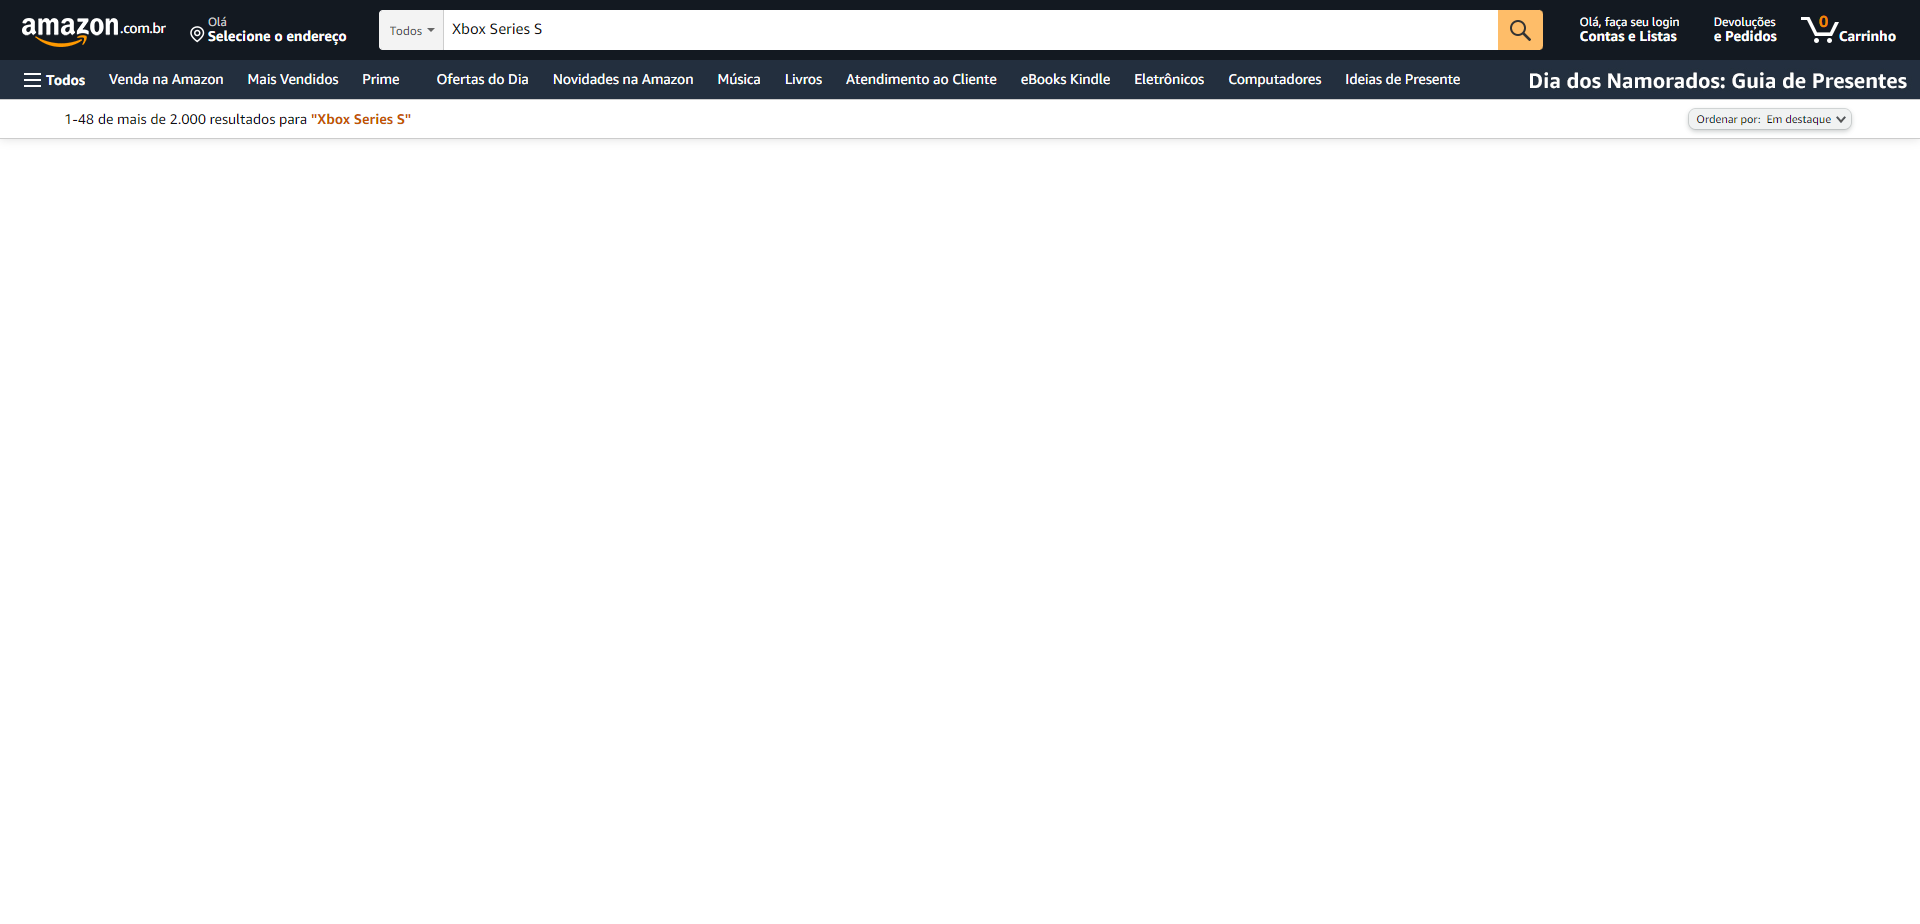 amazon.com.br
Olá
Selecione o endereço
Todos
Xbox Series S
Olá, faça seu login
Contas e Listas
Devoluções
e Pedidos
0
Carrinho
Todos
Venda na Amazon
Mais Vendidos
Prime
Ofertas do Dia
Novidades na Amazon
Música
Livros
Atendimento ao Cliente
eBooks Kindle
Eletrônicos
Computadores
Ideias de Presente
Dia dos Namorados: Guia de Presentes
1-48 de mais de 2.000 resultados para "Xbox Series S"
Ordenar por: Em destaque